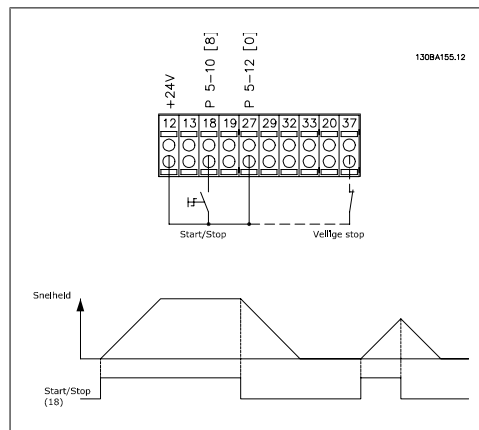 130BA155.12
+24V
P 5-10 [8]
P 5-12 [0]
12 13 18 19 27 29 32 33 20 37
Start/Stop
Veilige stop
Snelheid
Start/Stop
(18)